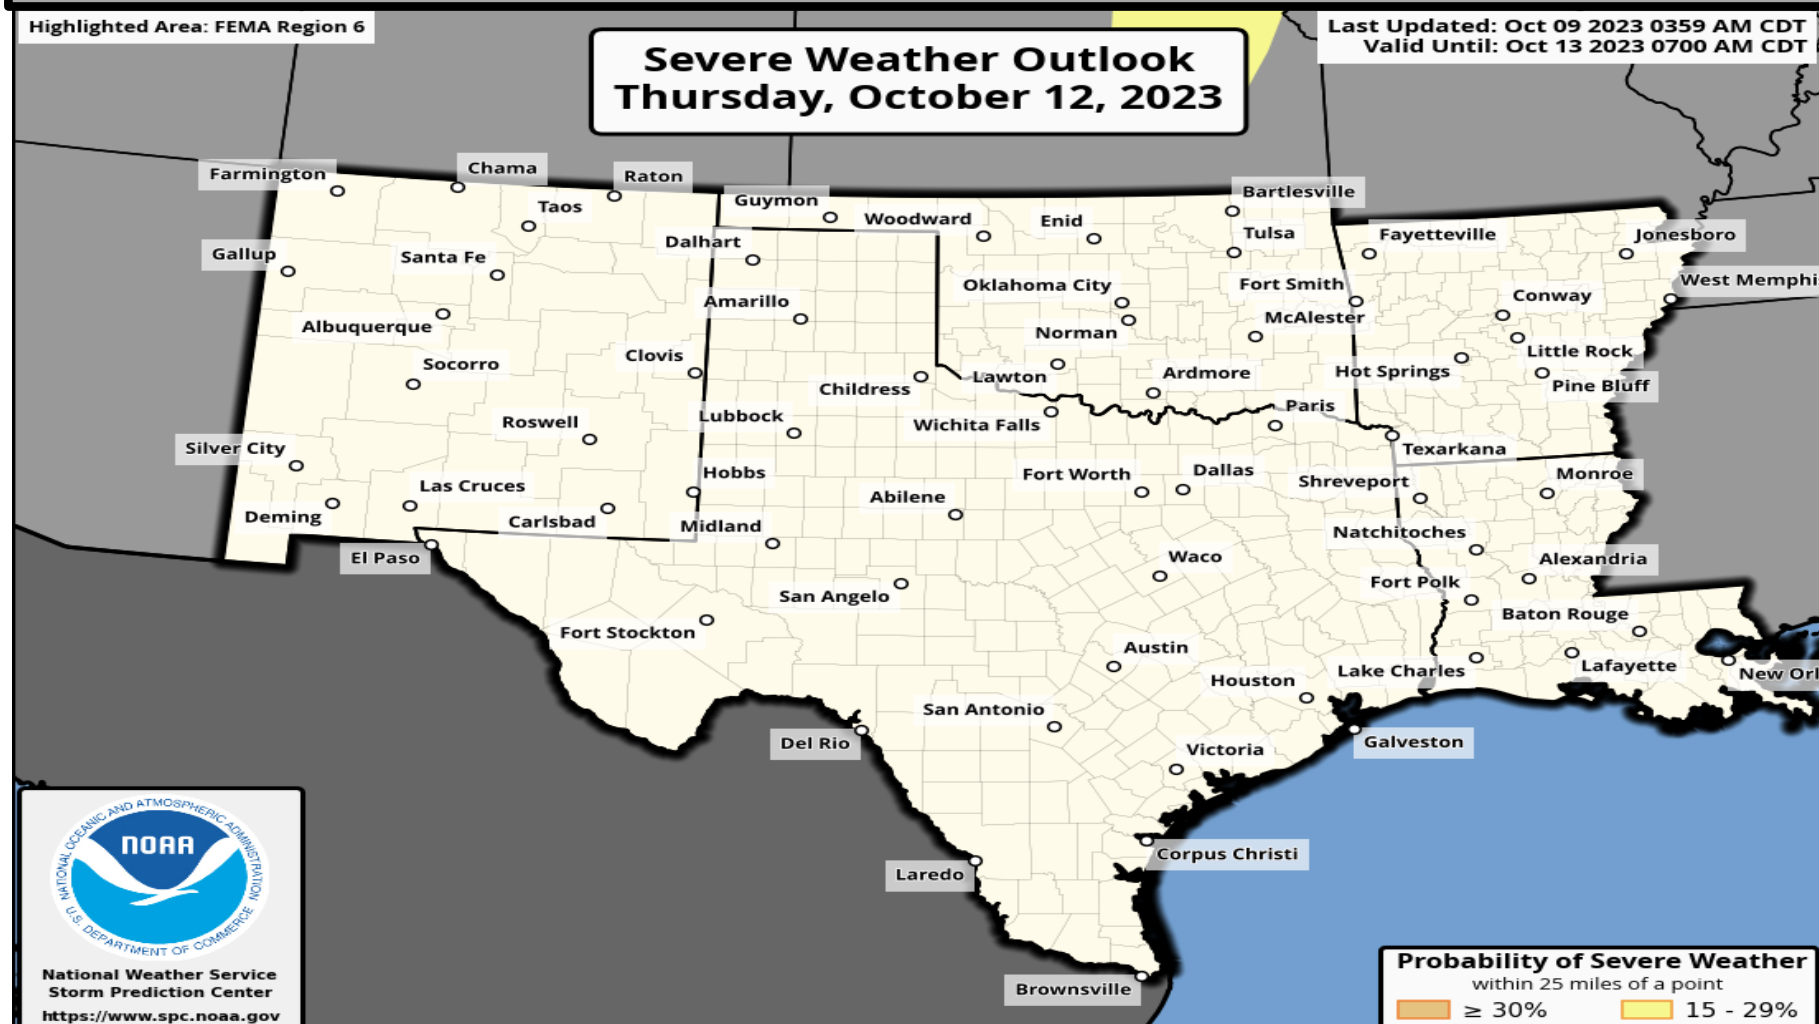 Highlighted Area: FEMA Region 6
Severe Weather Outlook
Thursday, October 12, 2023
Last Updated: Oct 09 2023 0359 AM CDT
Valid Until: Oct 13 2023 0700 AM CDT
Farmington
Chama
Raton
Taos
Guymon
Woodward
Enid
Bartlesville
Tulsa
Fayetteville
Jonesboro
Gallup
Santa Fe
Dalhart
Oklahoma City
Fort Smith
Conway
West Memphi
Albuquerque
Amarillo
Norman
McAlester
Little Rock
Socorro
Clovis
Childress
Lawton
Ardmore
Hot Springs
Pine Bluff
Roswell
Lubbock
Wichita Falls
Paris
Texarkana
Silver City
Las Cruces
Hobbs
Abilene
Fort Worth
Dallas
Shreveport
Monroe
Deming
Carlsbad
Midland
Natchitoches
El Paso
Waco
Alexandria
San Angelo
Fort Polk
Fort Stockton
Baton Rouge
Austin
Houston
Lake Charles
Lafayette
New Orl
San Antonio
Del Rio
Victoria
Galveston
Corpus Christi
Laredo
Brownsville
NATIONAL OCEANIC AND ATMOSPHERIC ADMINISTRATION
NOAA
U.S. DEPARTMENT OF COMMERCE
National Weather Service
Storm Prediction Center
https://www.spc.noaa.gov
Probability of Severe Weather
within 25 miles of a point
≥ 30%
15 - 29%